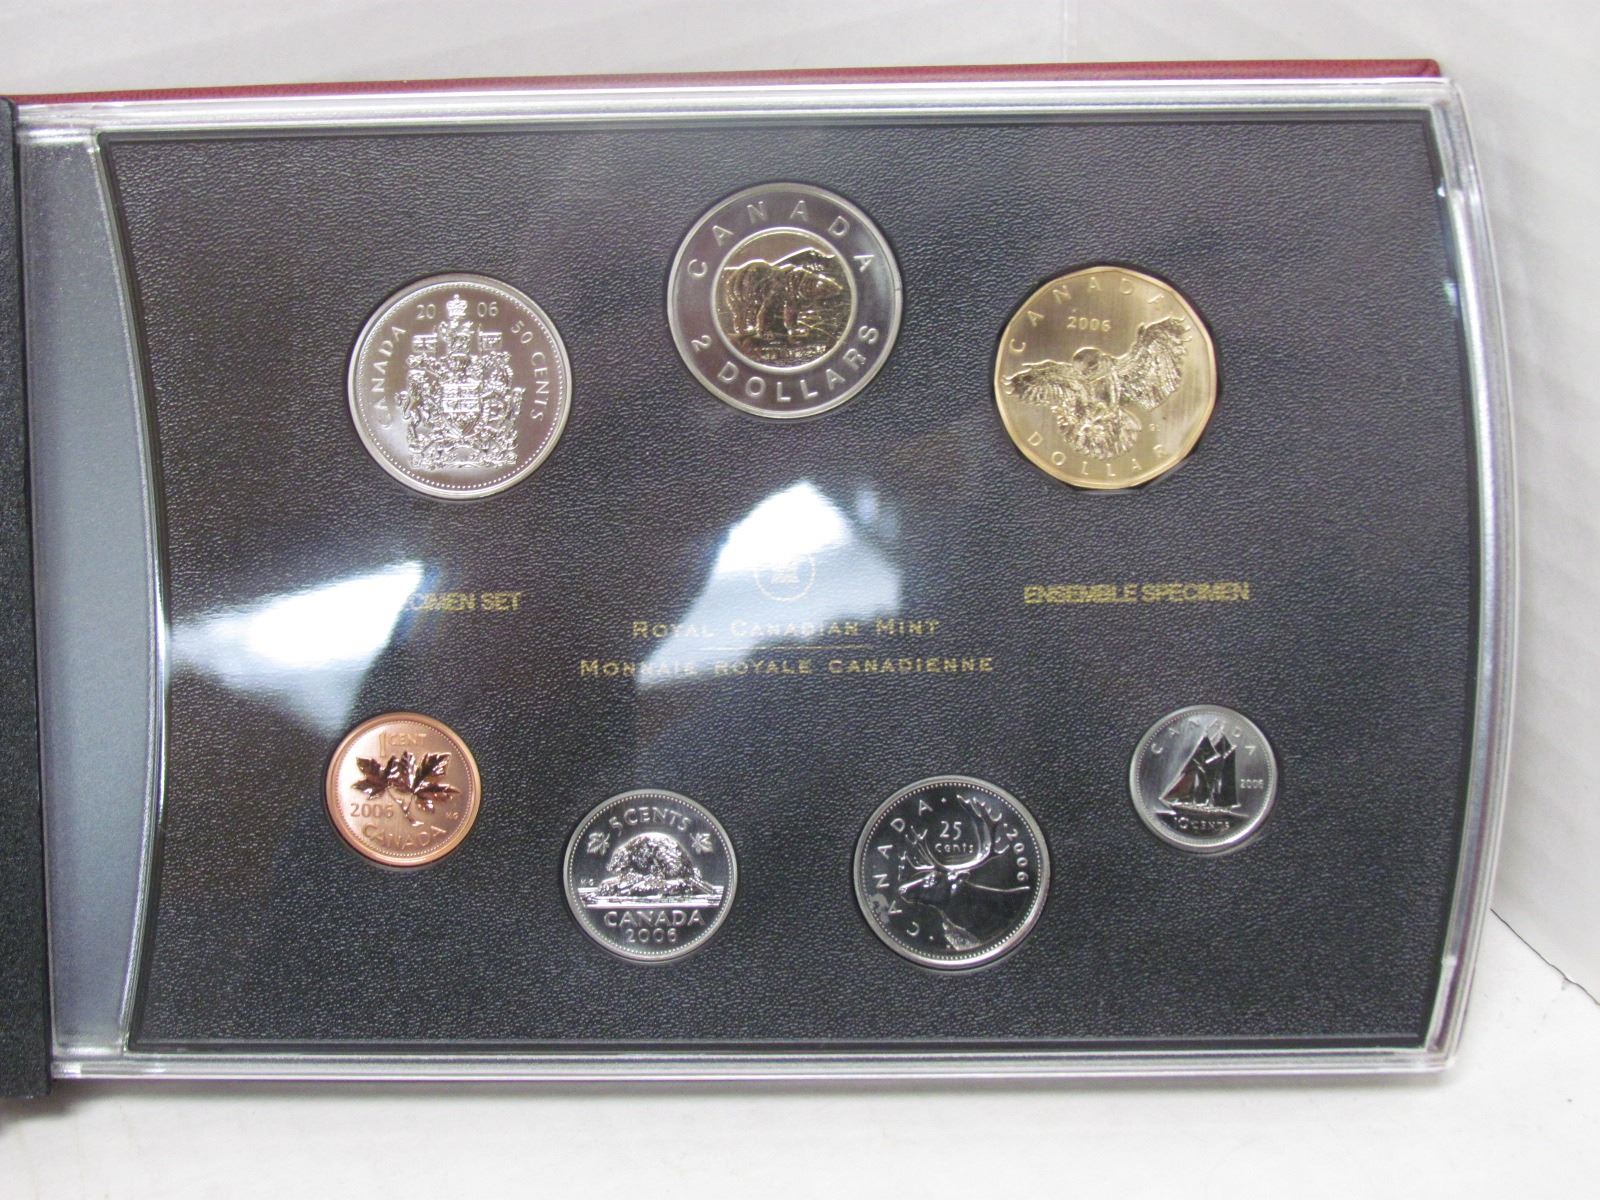 CANADA 2 DOLLARS
2006
CANADA 50 CENTS
CANADA
2006
DOLLAR
SET
ENSEMBLE SPÉCIMEN
ROYAL CANADIAN MINT
MONNAIE ROYALE CANADIENNE
1 CENT
2006
CANADA
5 CENTS
CANADA
2006
CANADA · 2006
25
cents
CANADA
2006
10 CENTS